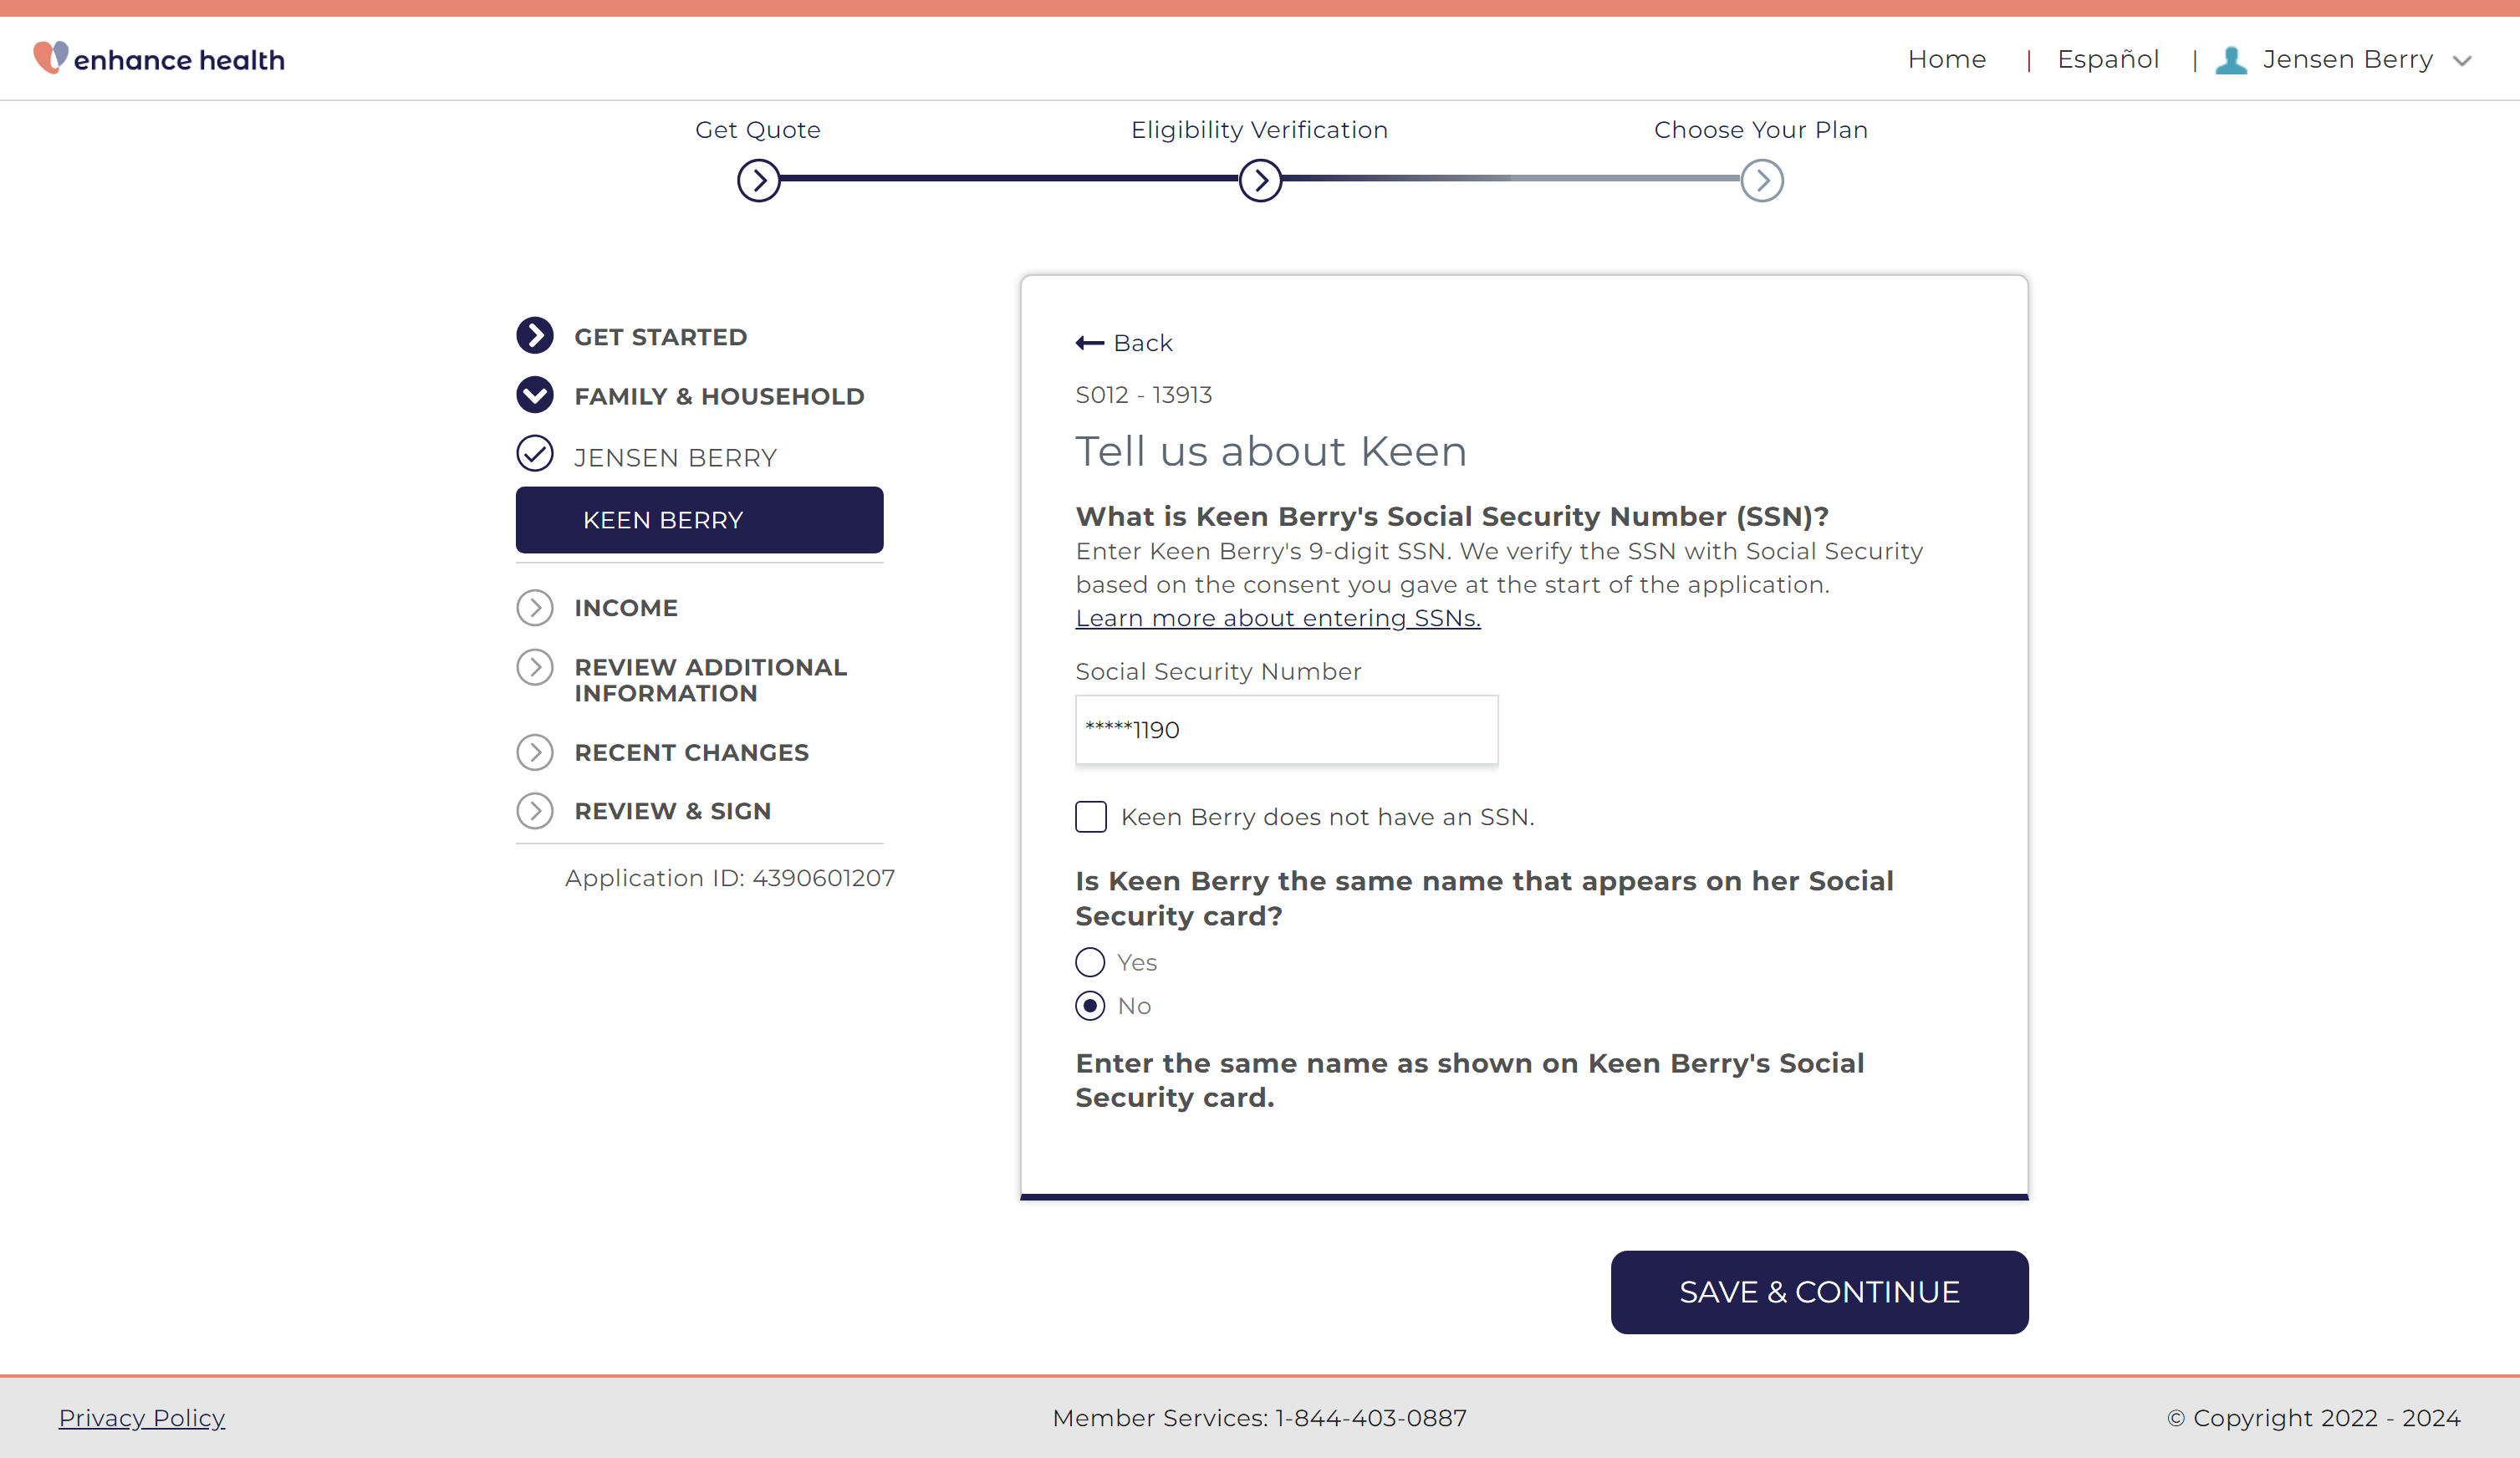 enhance health
Home | Español | Jensen Berry
Get Quote
Eligibility Verification
Choose Your Plan
GET STARTED
FAMILY & HOUSEHOLD
JENSEN BERRY
KEEN BERRY
INCOME
REVIEW ADDITIONAL
INFORMATION
RECENT CHANGES
REVIEW & SIGN
Application ID: 4390601207
Back
S012 - 13913
Tell us about Keen
What is Keen Berry's Social Security Number (SSN)?
Enter Keen Berry's 9-digit SSN. We verify the SSN with Social Security
based on the consent you gave at the start of the application.
Learn more about entering SSNs.
Social Security Number
*****1190
Keen Berry does not have an SSN.
Is Keen Berry the same name that appears on her Social
Security card?
Yes
No
Enter the same name as shown on Keen Berry's Social
Security card.
SAVE & CONTINUE
Privacy Policy
Member Services: 1-844-403-0887
© Copyright 2022 - 2024